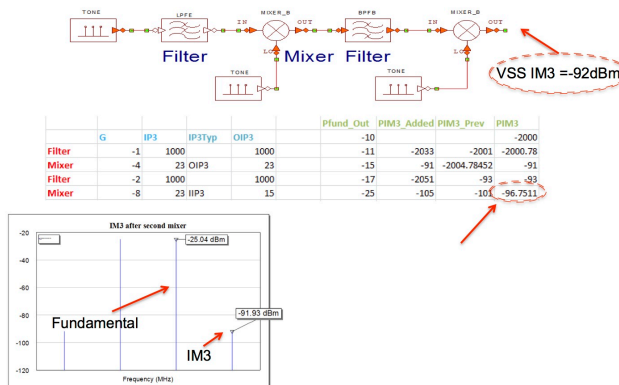 TONE
LPFE
IN
MIXER_B
OUT
BPFB
IN
MIXER_B
OUT
Filter
Mixer
Filter
LO
LO
TONE
TONE
VSS IM3 =-92dBm
Pfund_Out PIM3_Added PIM3_Prev PIM3
G IP3 IP3Typ OIP3 -10 -2000
Filter -1 1000 1000 -11 -2033 -2001 -2000.78
Mixer -4 23 OIP3 23 -15 -91 -2004.78452 -91
Filter -2 1000 1000 -17 -2051 -93 -93
Mixer -8 23 IIP3 15 -25 -105 -101 -96.7511
IM3 after second mixer
-20
-40
-60
-80
-100
-120
-25.04 dBm
-91.93 dBm
Fundamental
IM3
Frequency (MHz)